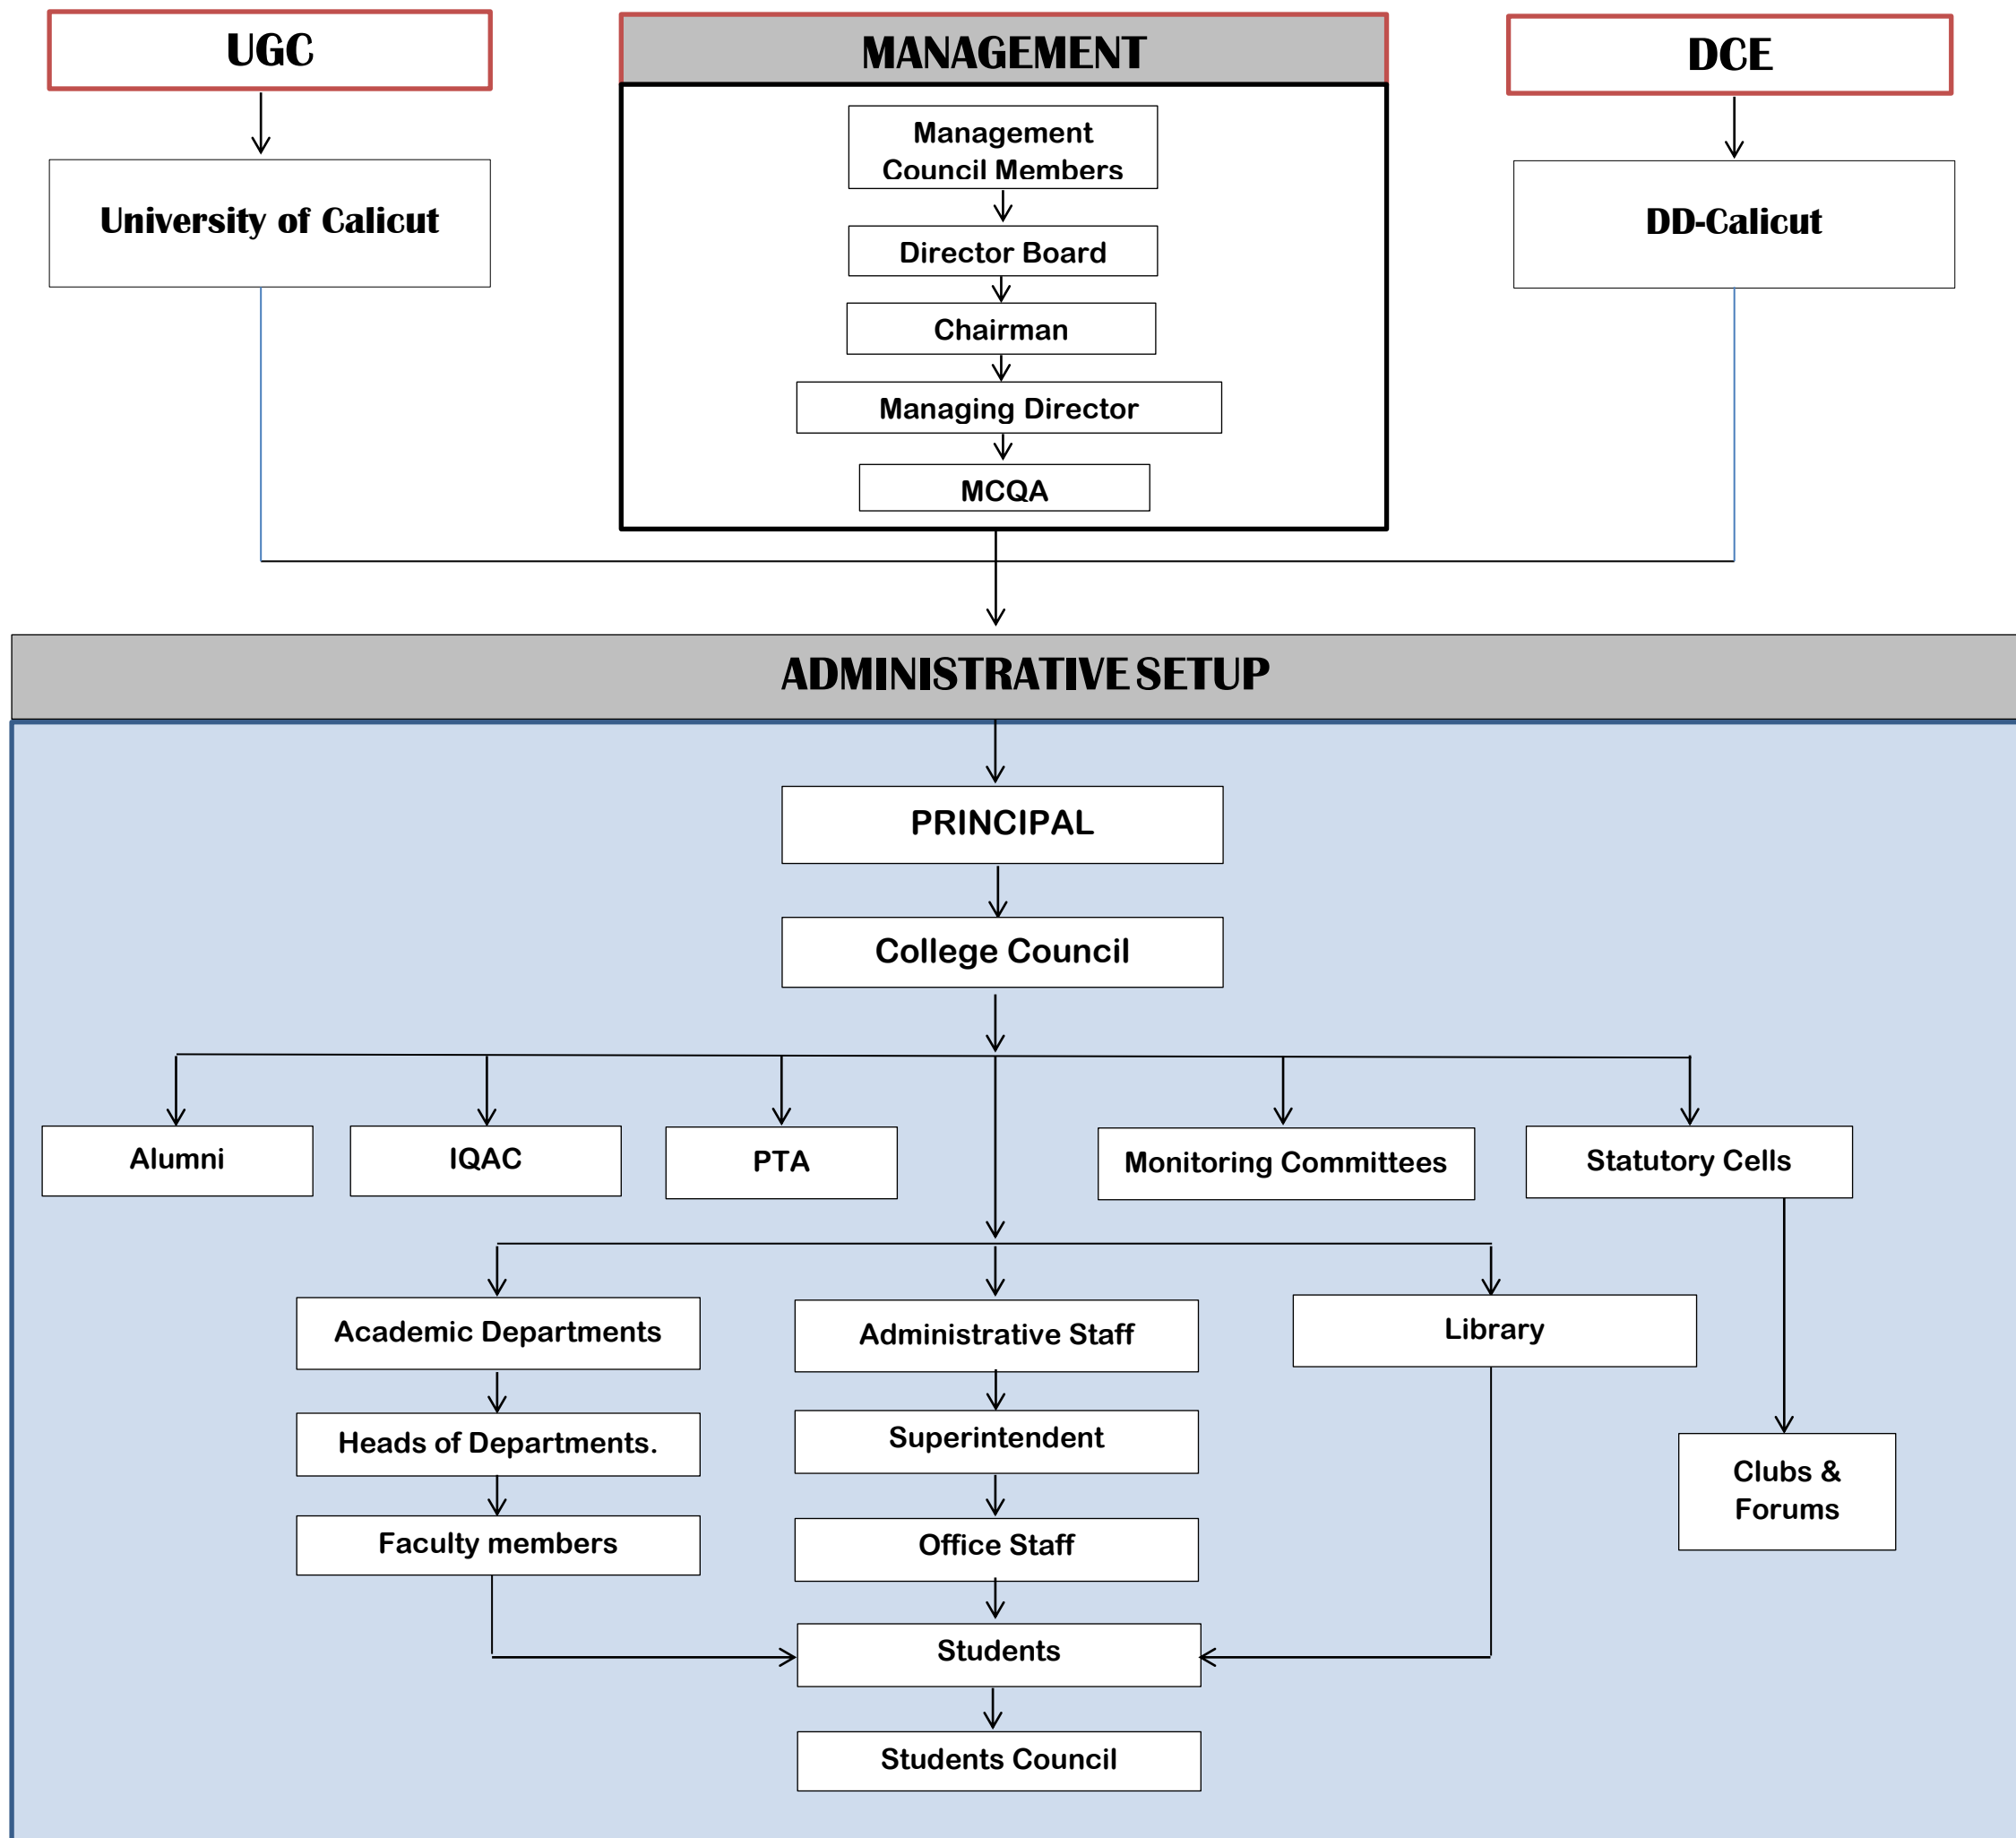 UGC
MANAGEMENT
DCE
Management
Council Members
University of Calicut
DD-Calicut
Director Board
Chairman
Managing Director
MCQA
ADMINISTRATIVE SETUP
PRINCIPAL
College Council
Alumni
IQAC
PTA
Monitoring Committees
Statutory Cells
Academic Departments
Administrative Staff
Library
Heads of Departments.
Superintendent
Clubs &
Forums
Faculty members
Office Staff
Students
Students Council